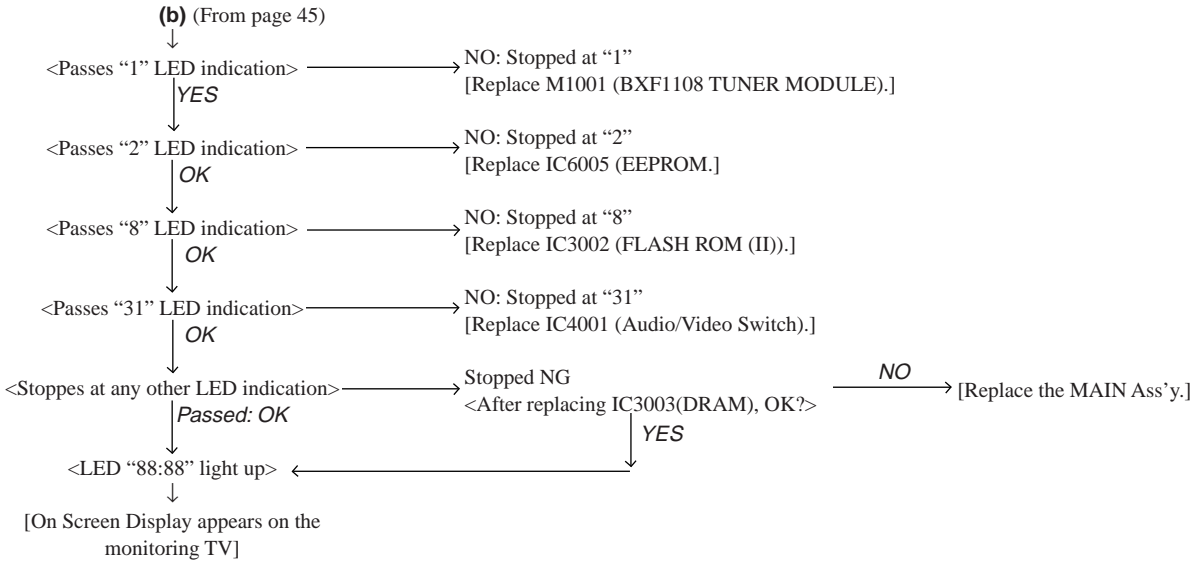 (b) (From page 45)
<Passes “1” LED indication>
NO: Stopped at “1”
[Replace M1001 (BXF1108 TUNER MODULE).]
YES
<Passes “2” LED indication>
NO: Stopped at “2”
[Replace IC6005 (EEPROM.]
OK
<Passes “8” LED indication>
NO: Stopped at “8”
[Replace IC3002 (FLASH ROM (II)).]
OK
<Passes “31” LED indication>
NO: Stopped at “31”
[Replace IC4001 (Audio/Video Switch).]
OK
<Stoppes at any other LED indication>
Stopped NG
<After replacing IC3003(DRAM), OK?>
NO
[Replace the MAIN Ass'y.]
Passed: OK
YES
<LED “88:88” light up>
[On Screen Display appears on the
monitoring TV]